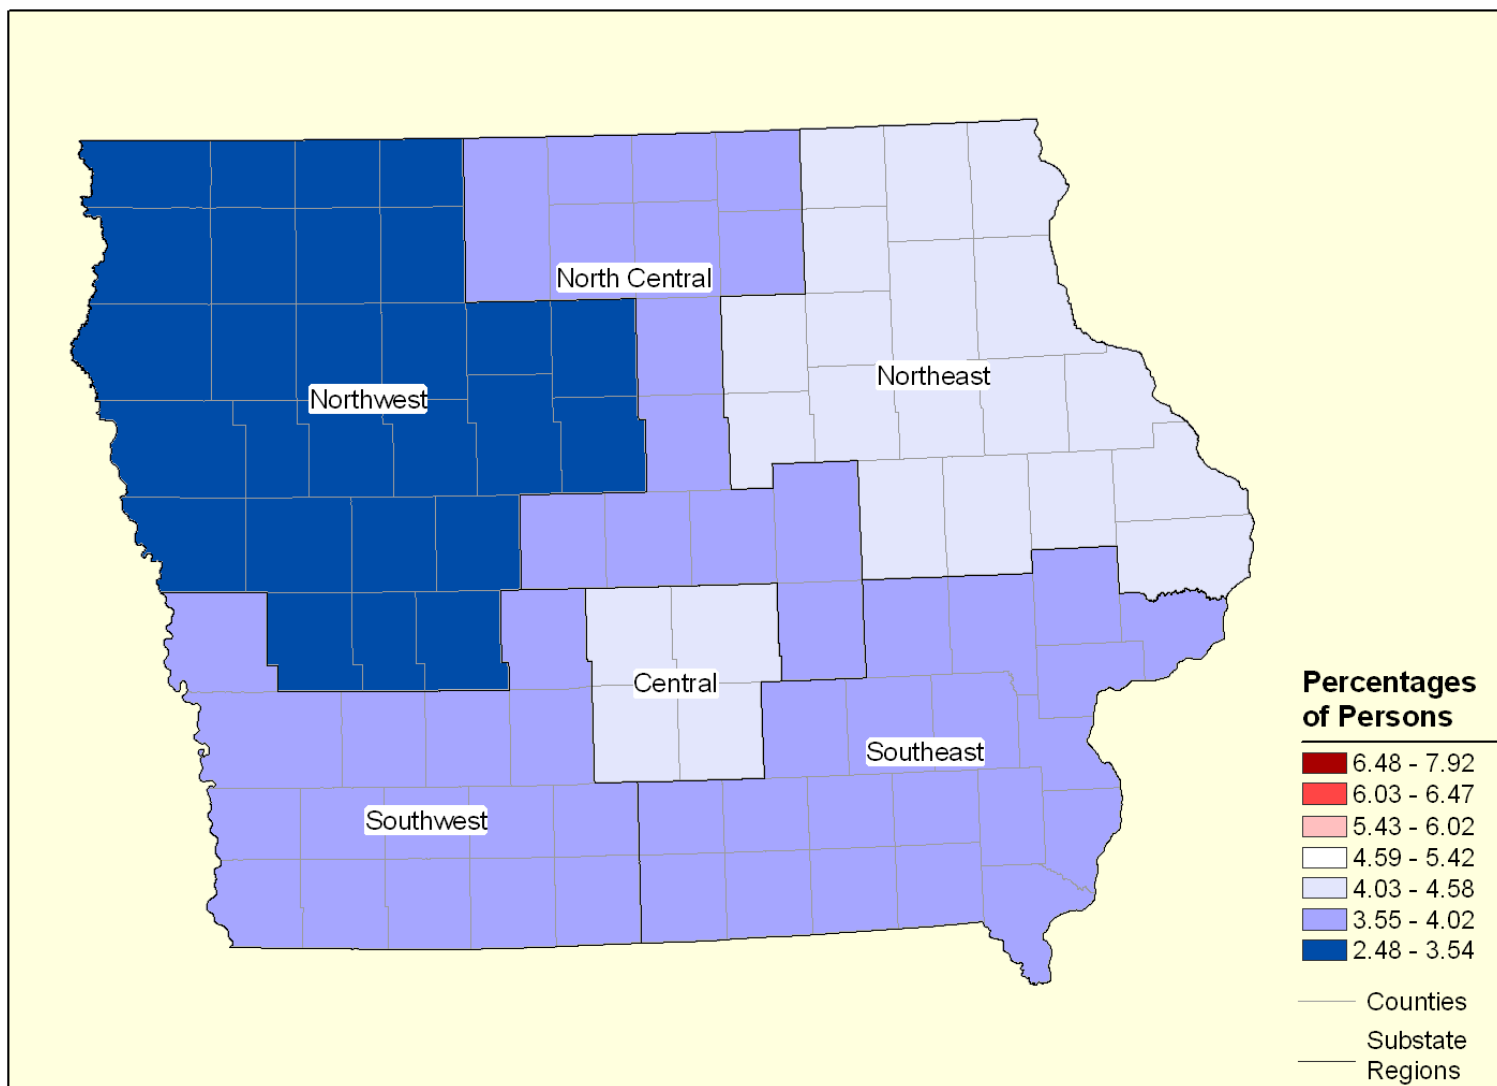 North Central
Northeast
Northwest
Central
Southeast
Southwest
Percentages
of Persons
6.48 - 7.92
6.03 - 6.47
5.43 - 6.02
4.59 - 5.42
4.03 - 4.58
3.55 - 4.02
2.48 - 3.54
Counties
Substate
Regions